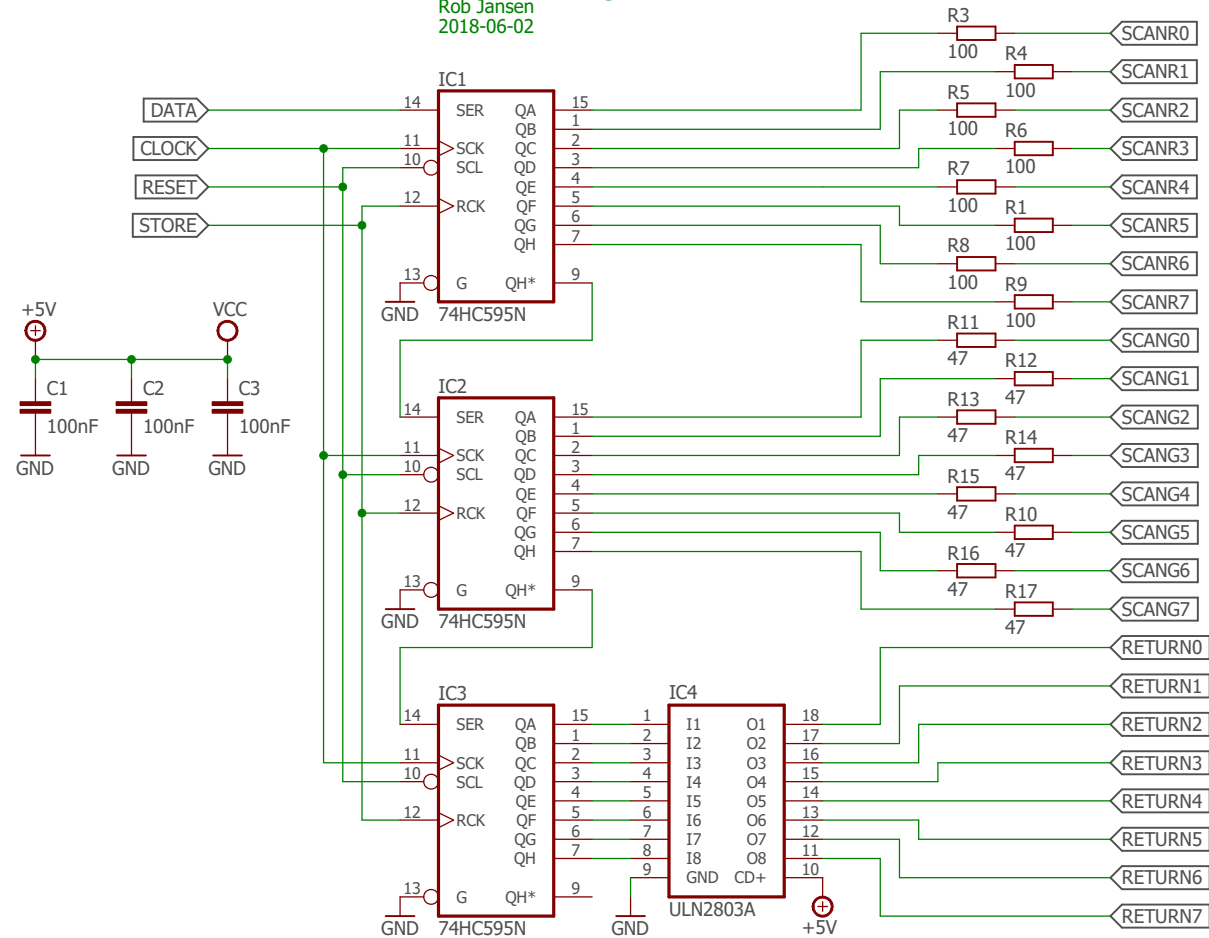 Rob Jansen
2018-06-02
R3
100
SCANR0
R4
100
SCANR1
R5
100
SCANR2
R6
100
SCANR3
R7
100
SCANR4
R1
100
SCANR5
R8
100
SCANR6
R9
100
SCANR7
R11
47
SCANG0
R12
47
SCANG1
R13
47
SCANG2
R14
47
SCANG3
R15
47
SCANG4
R10
47
SCANG5
R16
47
SCANG6
R17
47
SCANG7
RETURN0
RETURN1
RETURN2
RETURN3
RETURN4
RETURN5
RETURN6
RETURN7
DATA
CLOCK
RESET
STORE
IC1
14 SER QA 15
QB 1
11 SCK QC 2
10 SCL QD 3
QE 4
12 RCK QF 5
QG 6
QH 7
13 G QH* 9
GND 74HC595N
+5V VCC
C1 C2 C3
100nF 100nF 100nF
GND GND GND
IC2
14 SER QA 15
QB 1
11 SCK QC 2
10 SCL QD 3
QE 4
12 RCK QF 5
QG 6
QH 7
13 G QH* 9
GND 74HC595N
IC3
14 SER QA 15
QB 1
11 SCK QC 2
10 SCL QD 3
QE 4
12 RCK QF 5
QG 6
QH 7
13 G QH* 9
GND 74HC595N
IC4
1 I1 O1 18
2 I2 O2 17
3 I3 O3 16
4 I4 O4 15
5 I5 O5 14
6 I6 O6 13
7 I7 O7 12
8 I8 O8 11
9 GND CD+ 10
ULN2803A
GND +5V